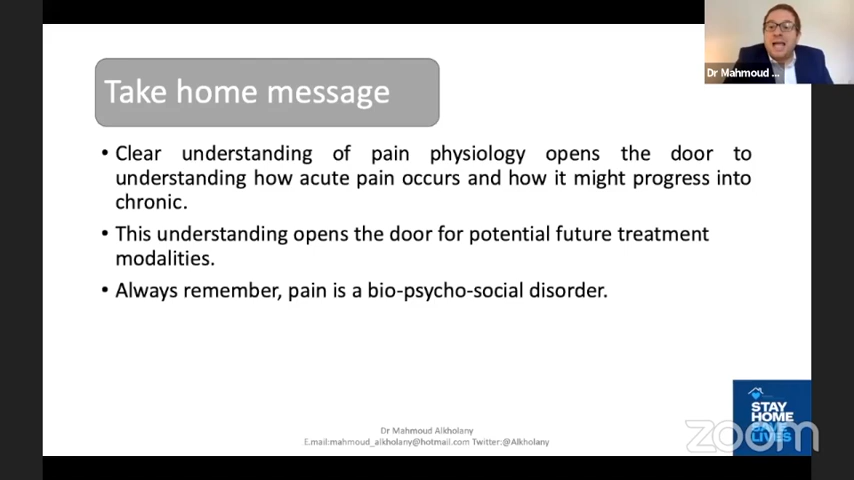 Dr Mahmoud ...
Take home message
• Clear understanding of pain physiology opens the door to
understanding how acute pain occurs and how it might progress into
chronic.
• This understanding opens the door for potential future treatment
modalities.
• Always remember, pain is a bio-psycho-social disorder.
Dr Mahmoud Alkholany
E.mail:mahmoud_alkholany@hotmail.com Twitter:@Alkholany
STAY
HOME
SAVE
LIVES
zoom